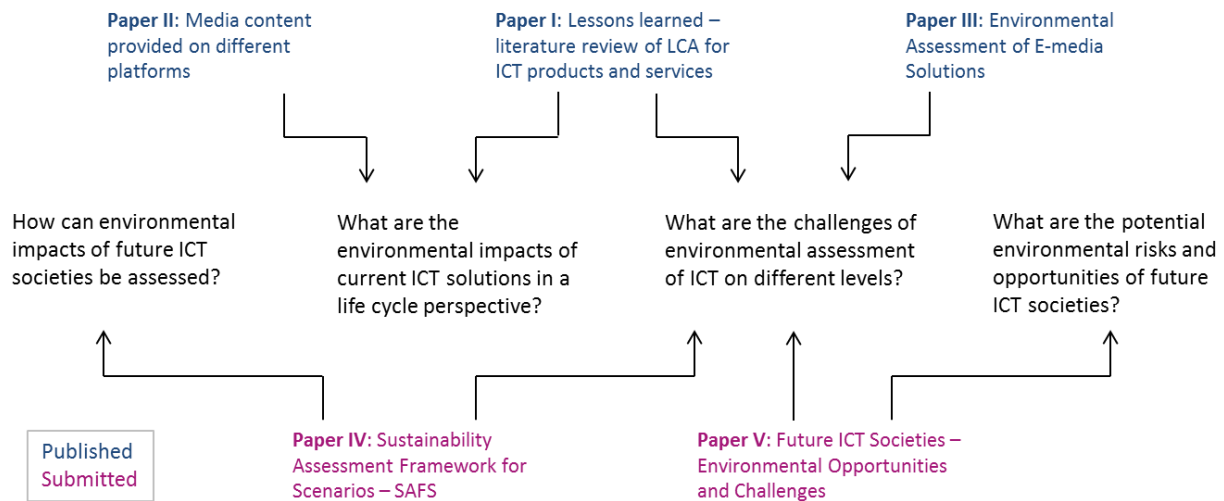 Paper II: Media content
provided on different
platforms
Paper I: Lessons learned –
literature review of LCA for
ICT products and services
Paper III: Environmental
Assessment of E-media
Solutions
How can environmental
impacts of future ICT
societies be assessed?
What are the
environmental impacts of
current ICT solutions in a
life cycle perspective?
What are the challenges of
environmental assessment
of ICT on different levels?
What are the potential
environmental risks and
opportunities of future
ICT societies?
Published
Submitted
Paper IV: Sustainability
Assessment Framework for
Scenarios – SAFS
Paper V: Future ICT Societies –
Environmental Opportunities
and Challenges